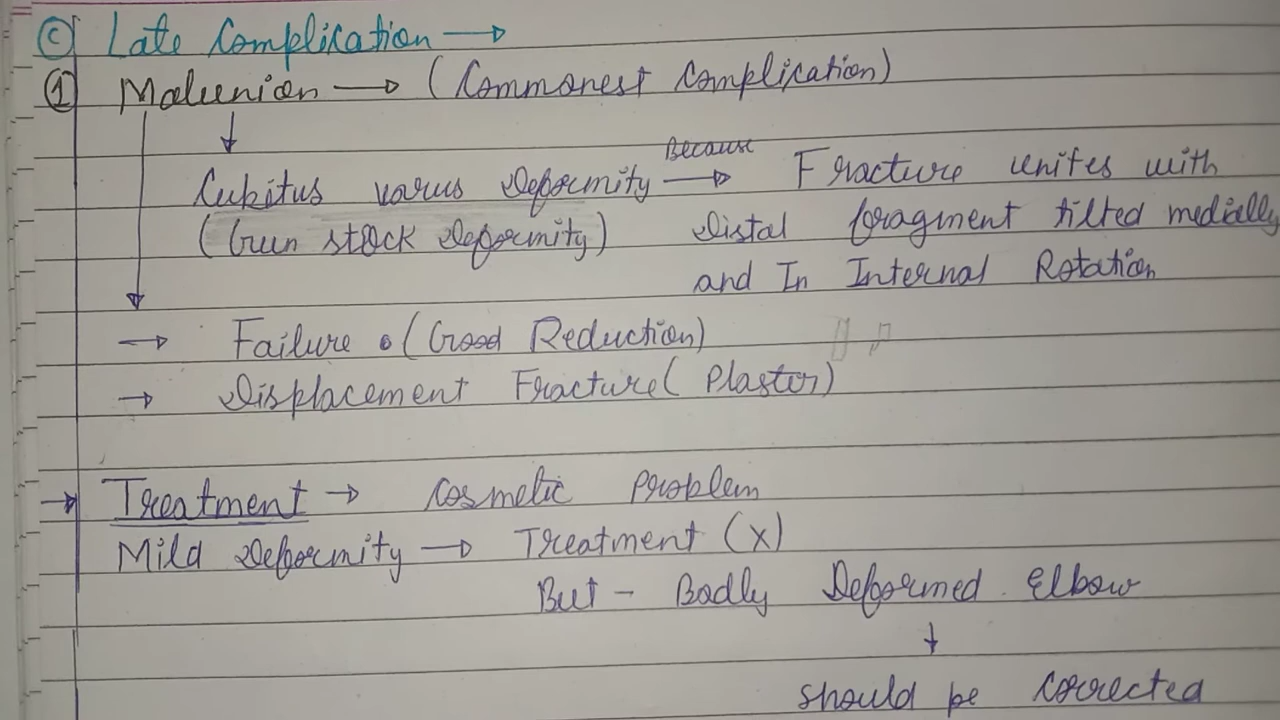 C Late Complication →
1 Malunion → (Commonest Complication)
Cubitus varus Deformity → Because Fracture unites with
(Gun stock Deformity) Distal fragment tilted medially
and In Internal Rotation
→ Failure (Good Reduction)
→ Displacement Fracture (Plaster)
→ Treatment → Cosmetic Problem
Mild Deformity → Treatment (x)
But - Badly Deformed Elbow
↓
should be corrected